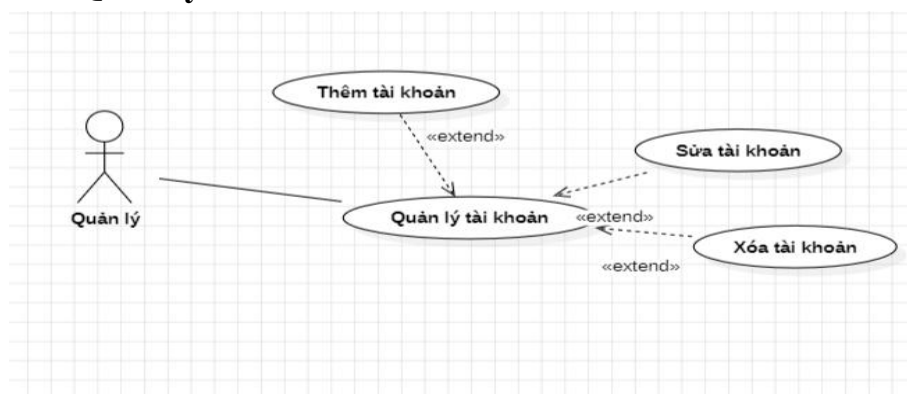 Thêm tài khoản
«extend»
Sửa tài khoản
Quản lý
Quản lý tài khoản
«extend»
Xóa tài khoản
«extend»